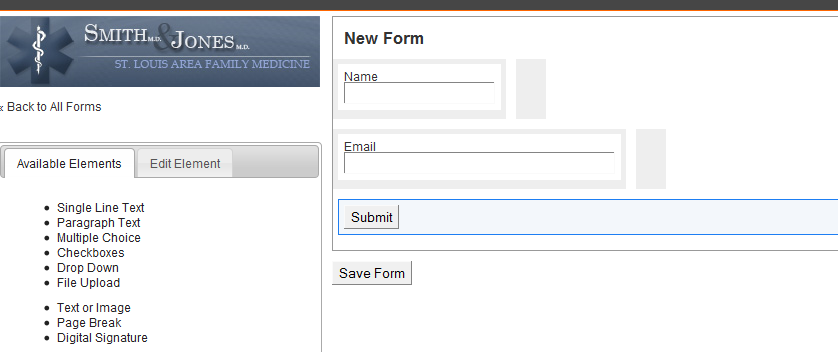 SMITH M.D. & JONES M.D.
ST. LOUIS AREA FAMILY MEDICINE
« Back to All Forms
Available Elements
Edit Element
• Single Line Text
• Paragraph Text
• Multiple Choice
• Checkboxes
• Drop Down
• File Upload
• Text or Image
• Page Break
• Digital Signature
New Form
Name
Email
Submit
Save Form